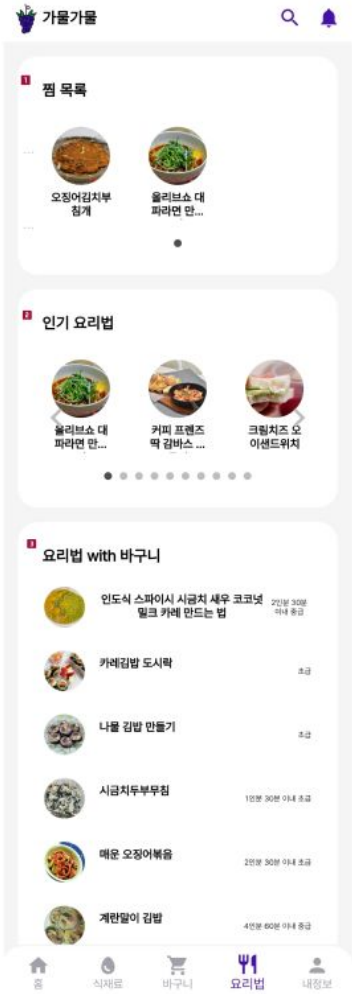 가물가물
1
찜 목록
오징어김치부
침개
올리브쇼 대
파라면 만...
2
인기 요리법
올리브쇼 대
파라면 만...
커피 프렌즈
딱 감바스 ...
크림치즈 오
이샌드위치
3
요리법 with 바구니
인도식 스파이시 시금치 새우 코코넛
밀크 카레 만드는 법
2인분 30분
이내 중급
카레김밥 도시락
초급
나물 김밥 만들기
초급
시금치두부무침
1인분 30분 이내 초급
매운 오징어볶음
2인분 30분 이내 초급
계란말이 김밥
4인분 60분 이내 중급
홈
식재료
바구니
요리법
내정보